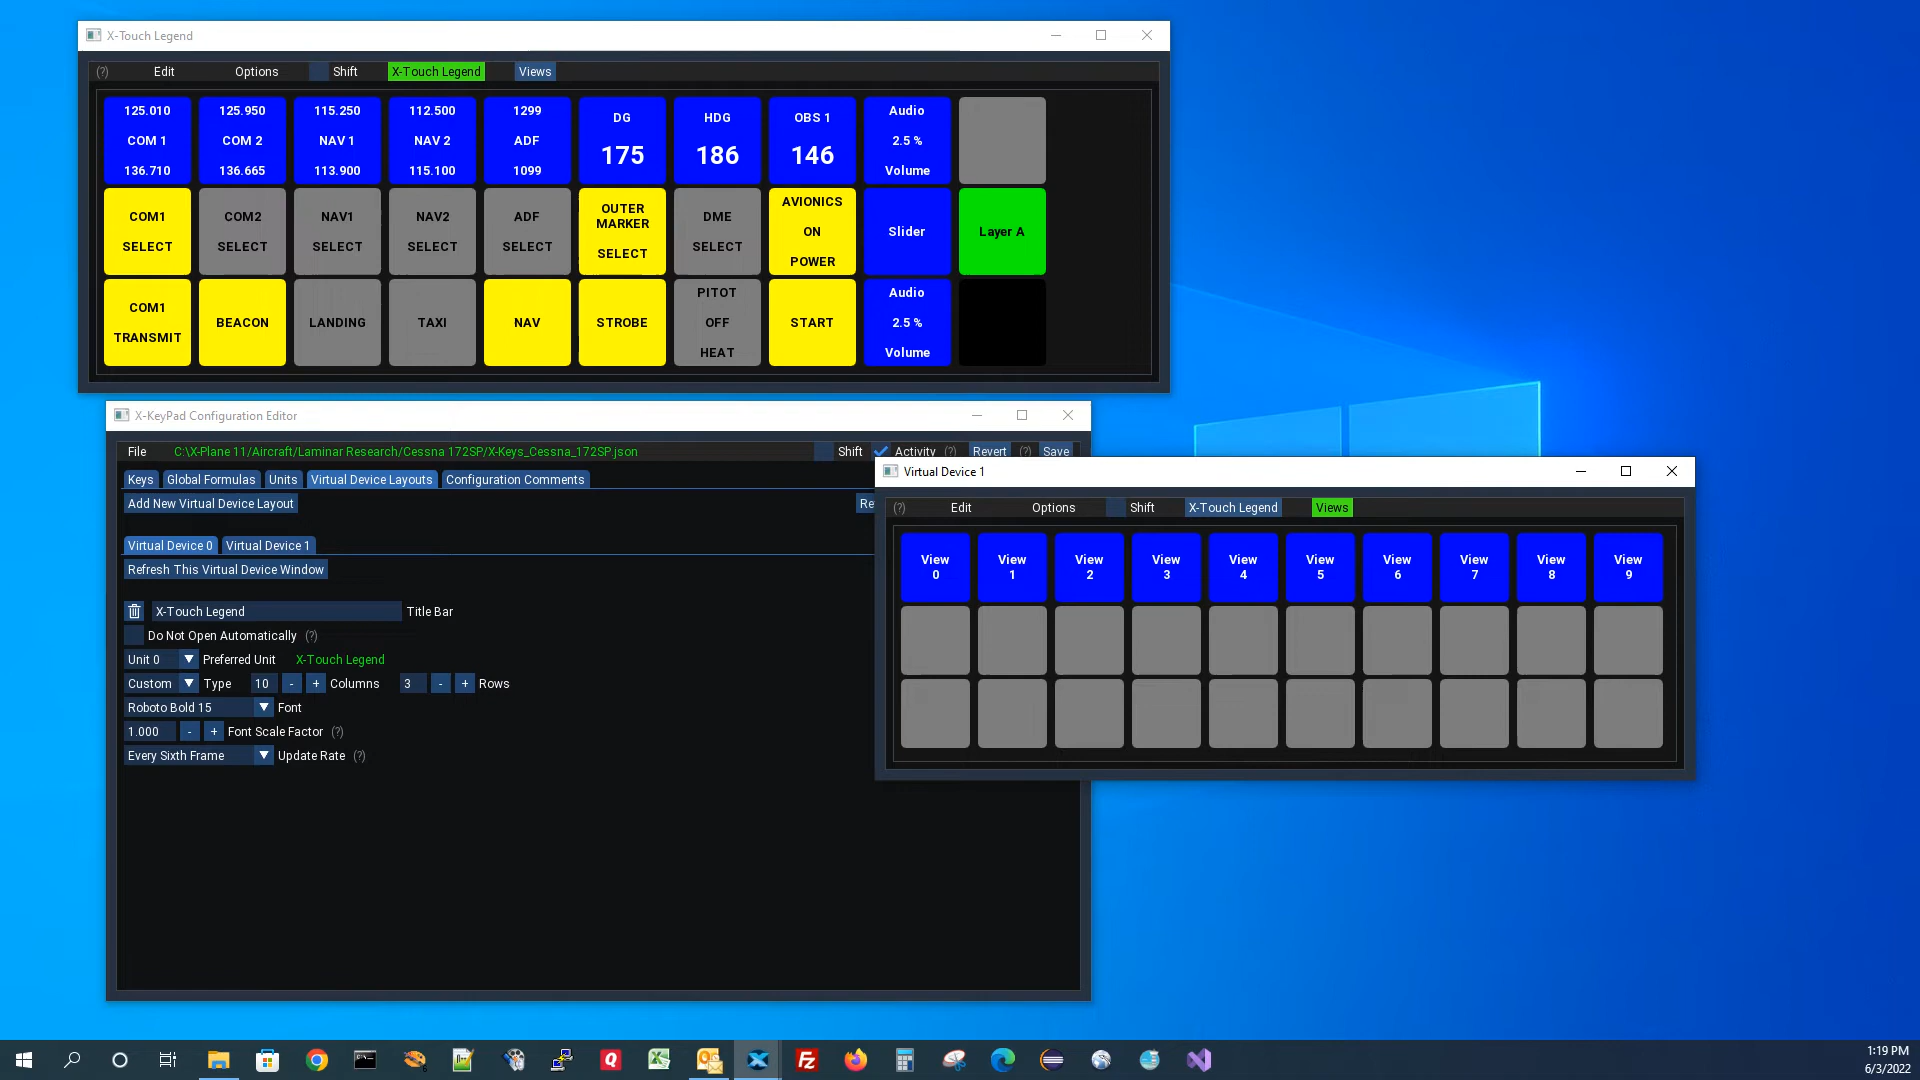 X-Touch Legend
(?) Edit Options Shift X-Touch Legend Views
125.010 125.950 115.250 112.500 1299 DG HDG OBS 1 Audio
COM 1 COM 2 NAV 1 NAV 2 ADF 175 186 146 2.5 %
136.710 136.665 113.900 115.100 1099 Volume
COM1 COM2 NAV1 NAV2 ADF OUTER MARKER DME AVIONICS ON Slider Layer A
SELECT SELECT SELECT SELECT SELECT SELECT SELECT POWER
COM1 BEACON LANDING TAXI NAV STROBE PITOT OFF START Audio 2.5 %
TRANSMIT HEAT Volume
X-KeyPad Configuration Editor
File C:\X-Plane 11/Aircraft/Laminar Research/Cessna 172SP/X-Keys_Cessna_172SP.json Shift Activity (?) Revert (?) Save
Keys Global Formulas Units Virtual Device Layouts Configuration Comments
Add New Virtual Device Layout Re
Virtual Device 0 Virtual Device 1
Refresh This Virtual Device Window
X-Touch Legend Title Bar
Do Not Open Automatically (?)
Unit 0 Preferred Unit X-Touch Legend
Custom Type 10 - + Columns 3 - + Rows
Roboto Bold 15 Font
1.000 - + Font Scale Factor (?)
Every Sixth Frame Update Rate (?)
Virtual Device 1
(?) Edit Options Shift X-Touch Legend Views
View View View View View View View View View View
0 1 2 3 4 5 6 7 8 9
1:19 PM
6/3/2022